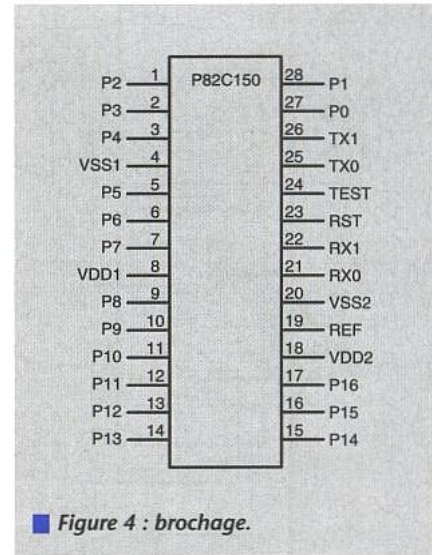 P82C150
P2 1 28 P1
P3 2 27 P0
P4 3 26 TX1
VSS1 4 25 TX0
P5 5 24 TEST
P6 6 23 RST
P7 7 22 RX1
VDD1 8 21 RX0
P8 9 20 VSS2
P9 10 19 REF
P10 11 18 VDD2
P11 12 17 P16
P12 13 16 P15
P13 14 15 P14
Figure 4 : brochage.